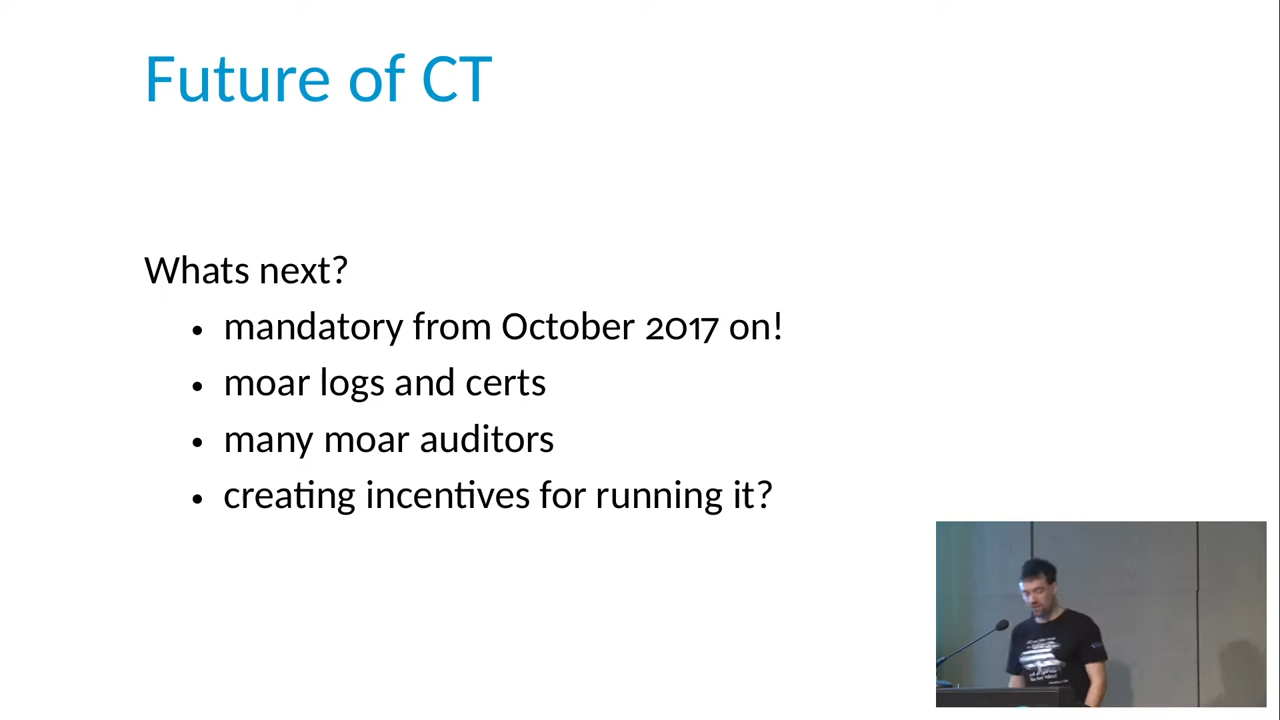 Future of CT
Whats next?
• mandatory from October 2017 on!
• moar logs and certs
• many moar auditors
• creating incentives for running it?